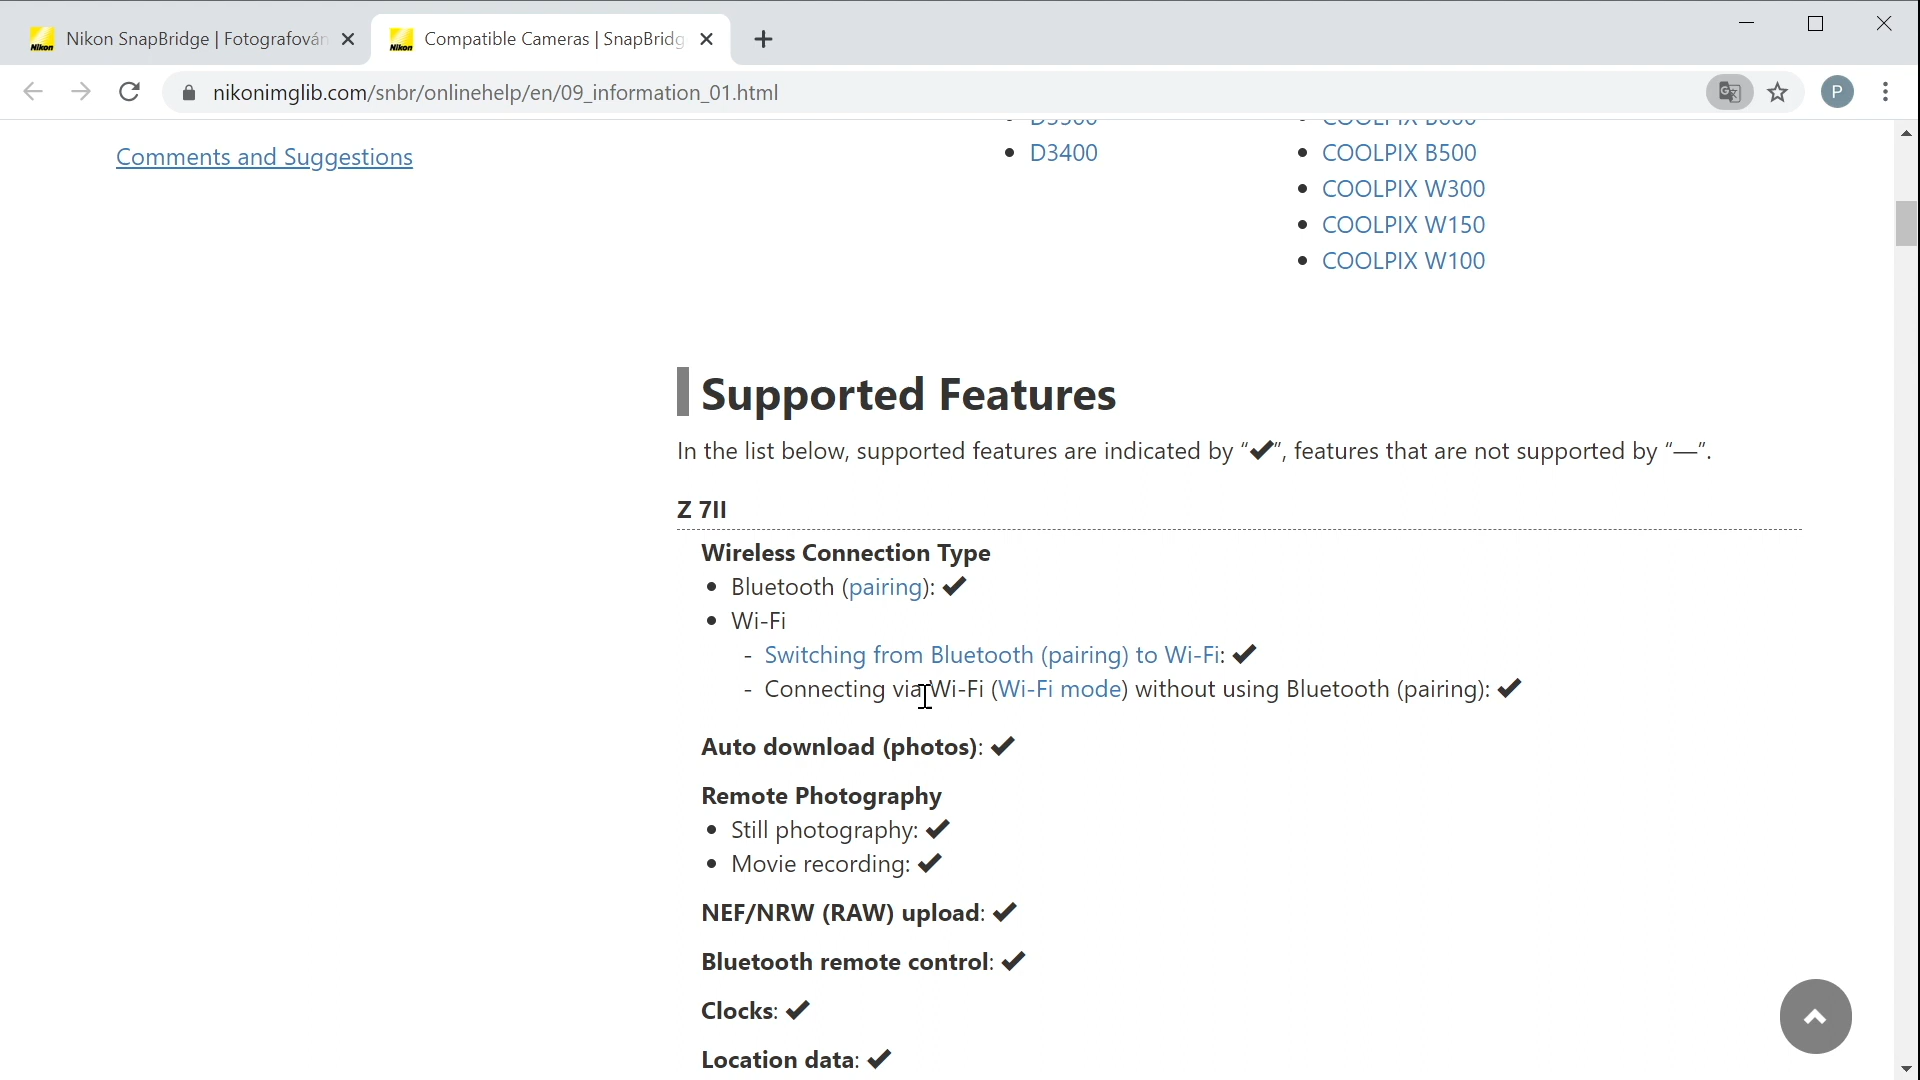 Nikon
Nikon SnapBridge | Fotografován
Nikon
Compatible Cameras | SnapBridg
nikonimglib.com/snbr/onlinehelp/en/09_information_01.html
P
Comments and Suggestions
• D3400
• COOLPIX B500
• COOLPIX W300
• COOLPIX W150
• COOLPIX W100
Supported Features
In the list below, supported features are indicated by “✔”, features that are not supported by “—”.
Z 7II
Wireless Connection Type
• Bluetooth (pairing): ✔
• Wi-Fi
- Switching from Bluetooth (pairing) to Wi-Fi: ✔
- Connecting via Wi-Fi (Wi-Fi mode) without using Bluetooth (pairing): ✔
Auto download (photos): ✔
Remote Photography
• Still photography: ✔
• Movie recording: ✔
NEF/NRW (RAW) upload: ✔
Bluetooth remote control: ✔
Clocks: ✔
Location data: ✔